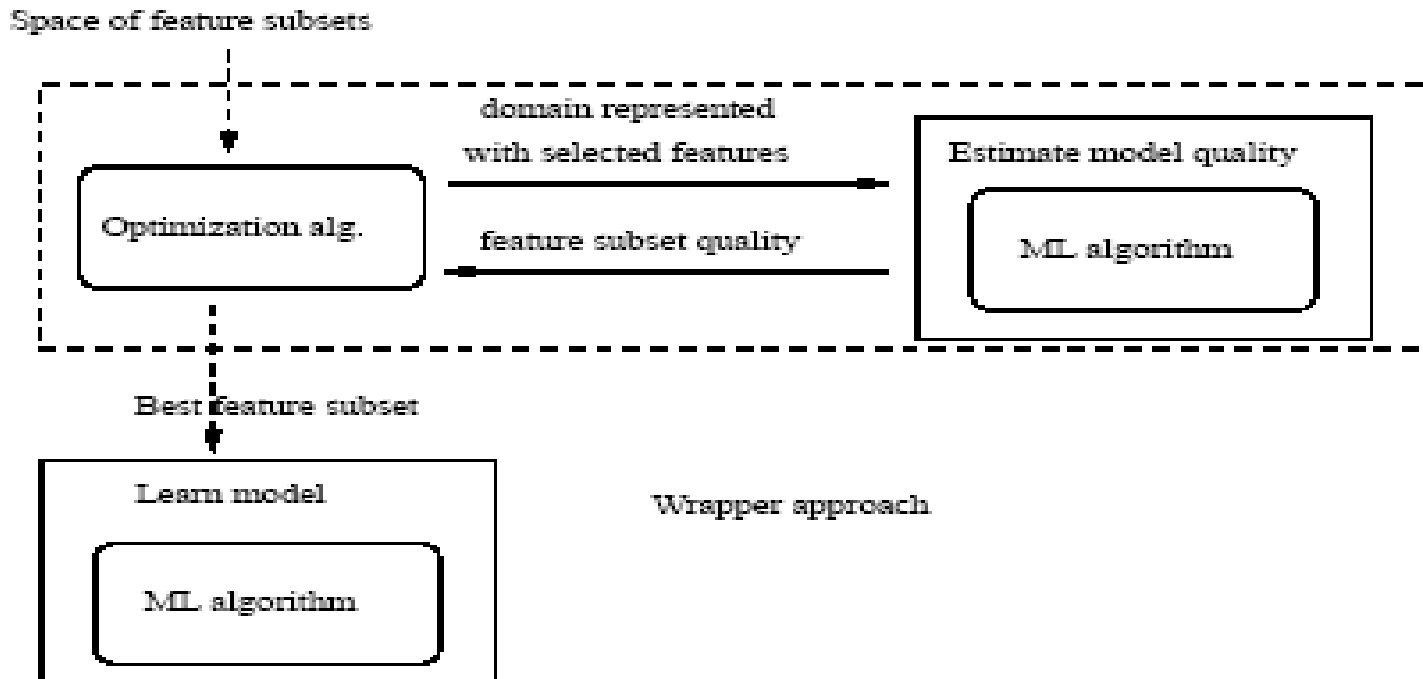 Space of feature subsets
domain represented
with selected features
Estimate model quality
Optimization alg.
feature subset quality
ML algorithm
Best feature subset
Learn model
Wrapper approach
ML algorithm